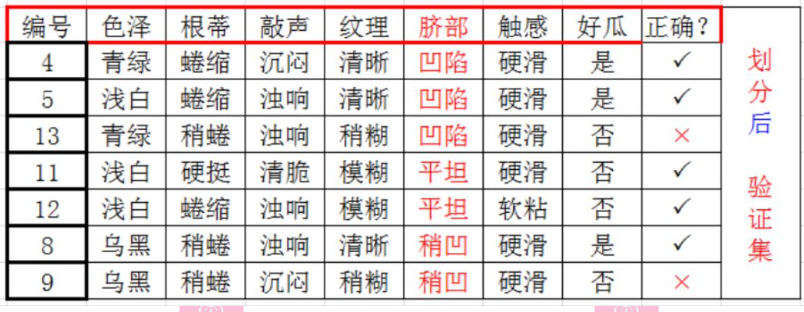 编号 色泽 根蒂 敲声 纹理 脐部 触感 好瓜 正确？
4 青绿 蜷缩 沉闷 清晰 凹陷 硬滑 是 ✓
5 浅白 蜷缩 浊响 清晰 凹陷 硬滑 是 ✓
13 青绿 稍蜷 浊响 稍糊 凹陷 硬滑 否 ×
11 浅白 硬挺 清脆 模糊 平坦 硬滑 否 ✓
12 浅白 蜷缩 浊响 模糊 平坦 软粘 否 ✓
8 乌黑 稍蜷 浊响 清晰 稍凹 硬滑 是 ✓
9 乌黑 稍蜷 沉闷 稍糊 稍凹 硬滑 否 ×
划分后 验证集